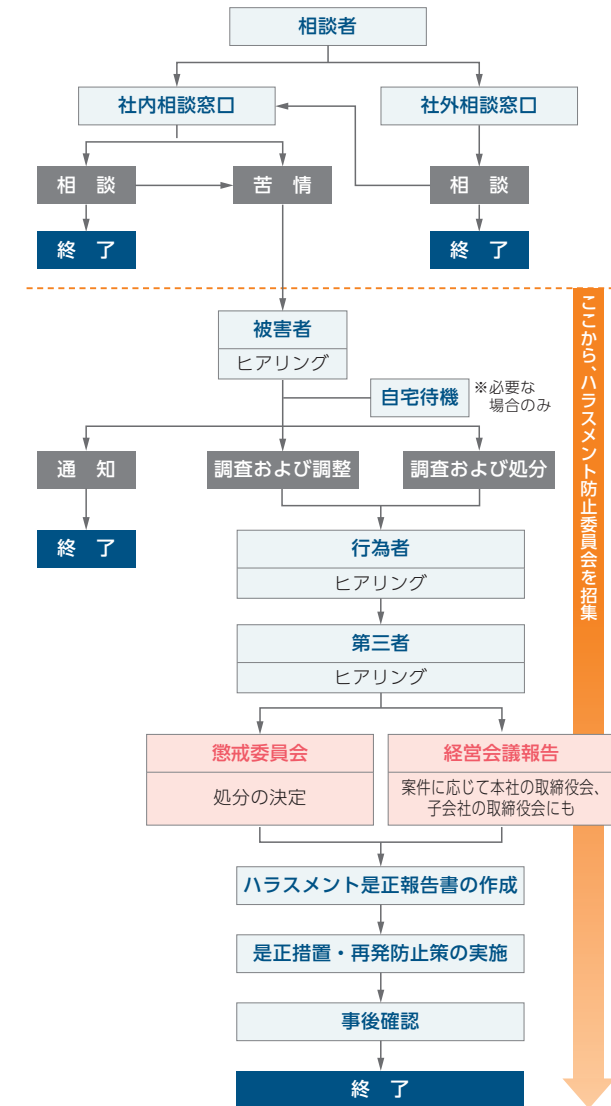 相談者
社内相談窓口
社外相談窓口
相 談
苦 情
相 談
終 了
終 了
ここから、ハラスメント防止委員会を招集
被害者
ヒアリング
自宅待機
※必要な
場合のみ
通 知
調査および調整
調査および処分
終 了
行為者
ヒアリング
第三者
ヒアリング
懲戒委員会
処分の決定
経営会議報告
案件に応じて本社の取締役会、
子会社の取締役会にも
ハラスメント是正報告書の作成
是正措置・再発防止策の実施
事後確認
終 了